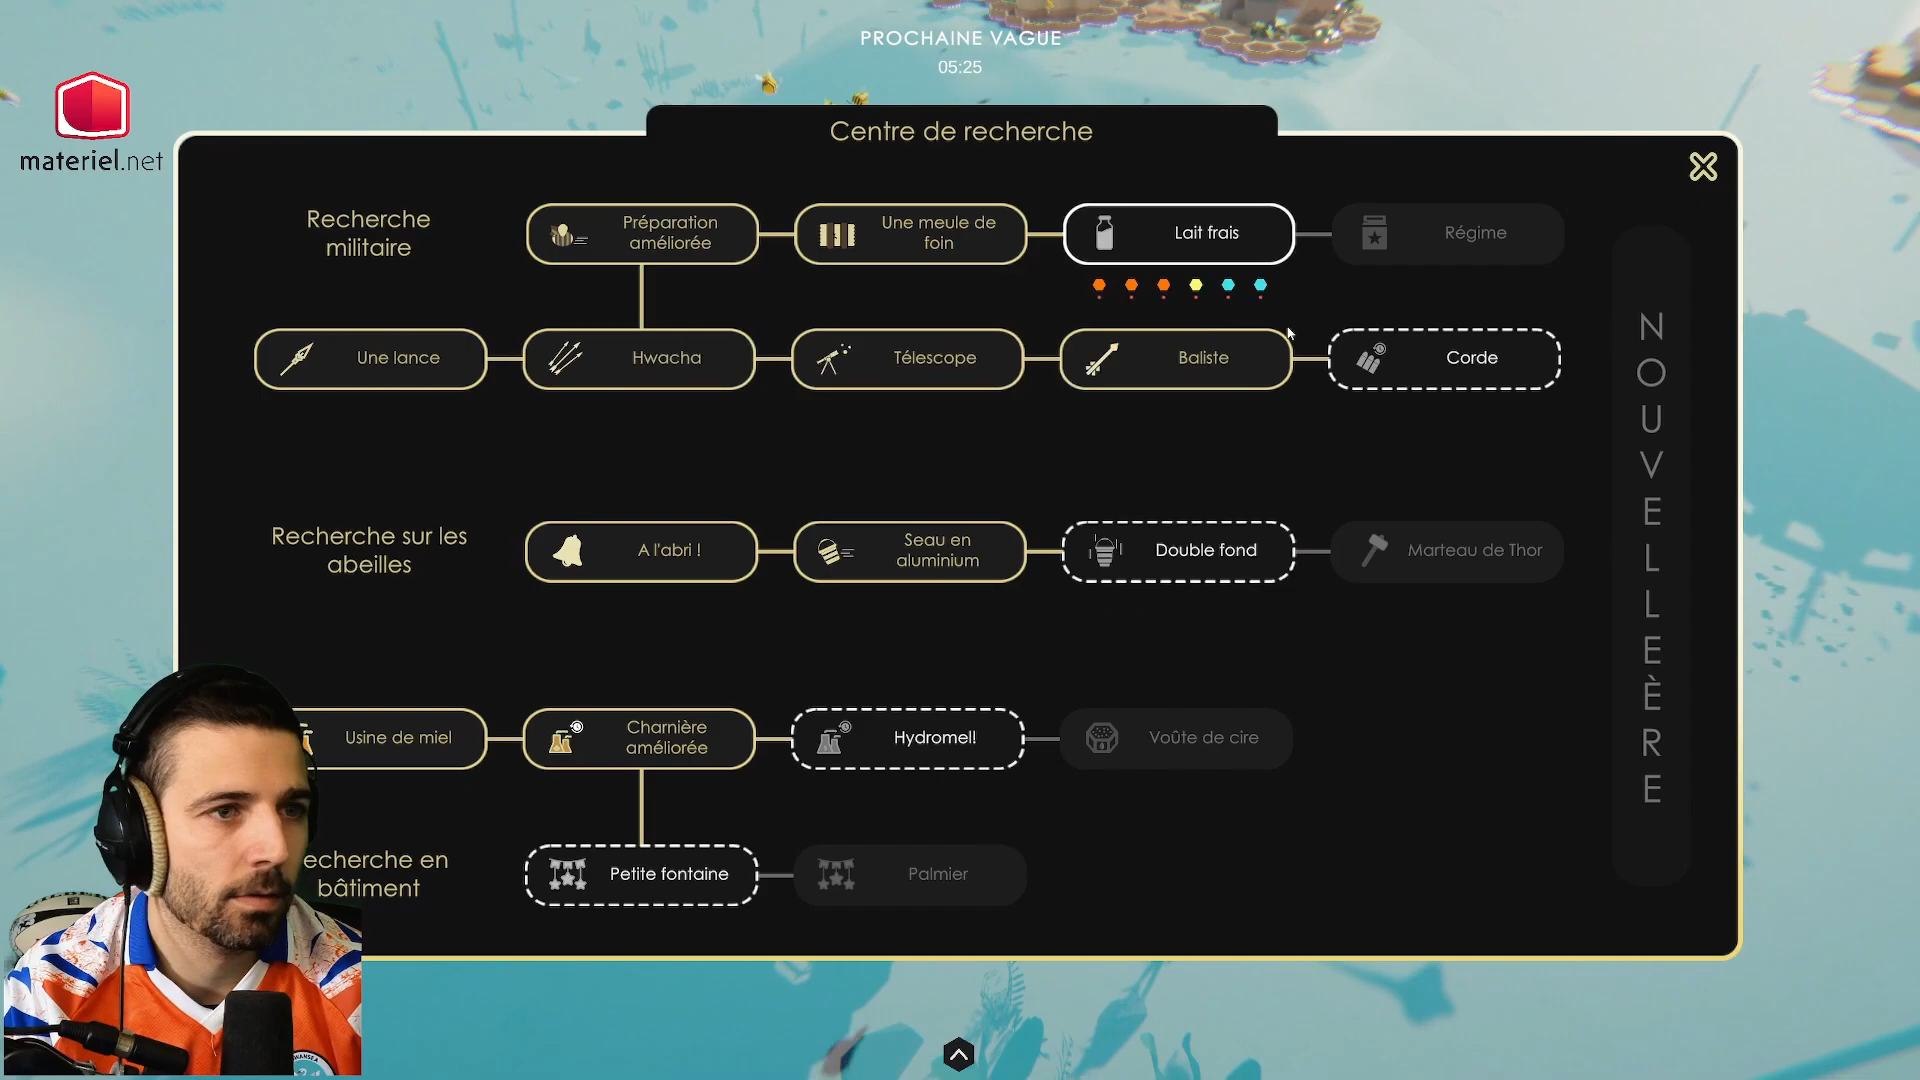 PROCHAINE VAGUE
05:25
materiel.net
Centre de recherche
Recherche
militaire
Préparation
améliorée
Une meule de
foin
Lait frais
Régime
Une lance
Hwacha
Télescope
Baliste
Corde
Recherche sur les
abeilles
A l'abri !
Seau en
aluminium
Double fond
Marteau de Thor
Usine de miel
Charnière
améliorée
Hydromel!
Voûte de cire
echerche en
bâtiment
Petite fontaine
Palmier
NOUVELLE ÈRE